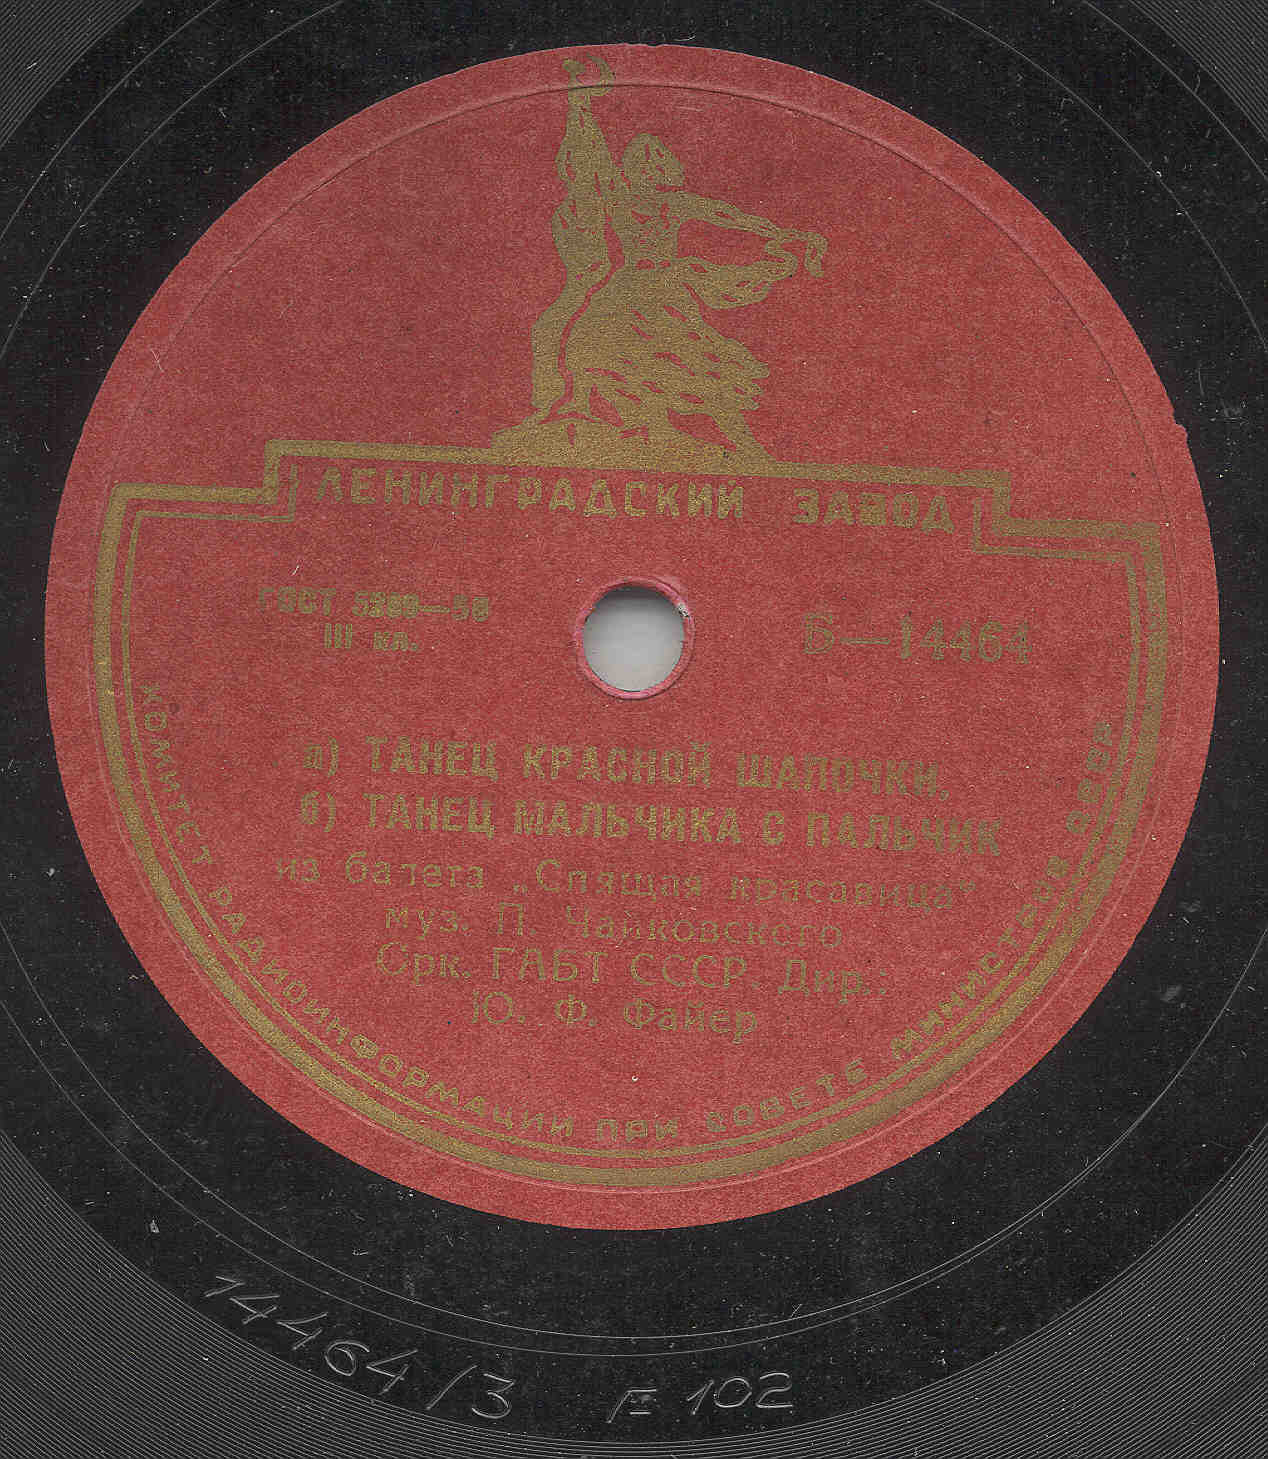 ЛЕНИНГРАДСКИЙ ЗАВОД
ГОСТ 5289—50
III кл.
Б—14464
а) ТАНЕЦ КРАСНОЙ ШАПОЧКИ,
б) ТАНЕЦ МАЛЬЧИКА С ПАЛЬЧИК
из балета „Спящая красавица“
муз. П. Чайковского
Орк. ГАБТ СССР. Дир.:
Ю. Ф. Файер
КОМИТЕТ РАДИОИНФОРМАЦИИ ПРИ СОВЕТЕ МИНИСТРОВ СССР
14464/3 102